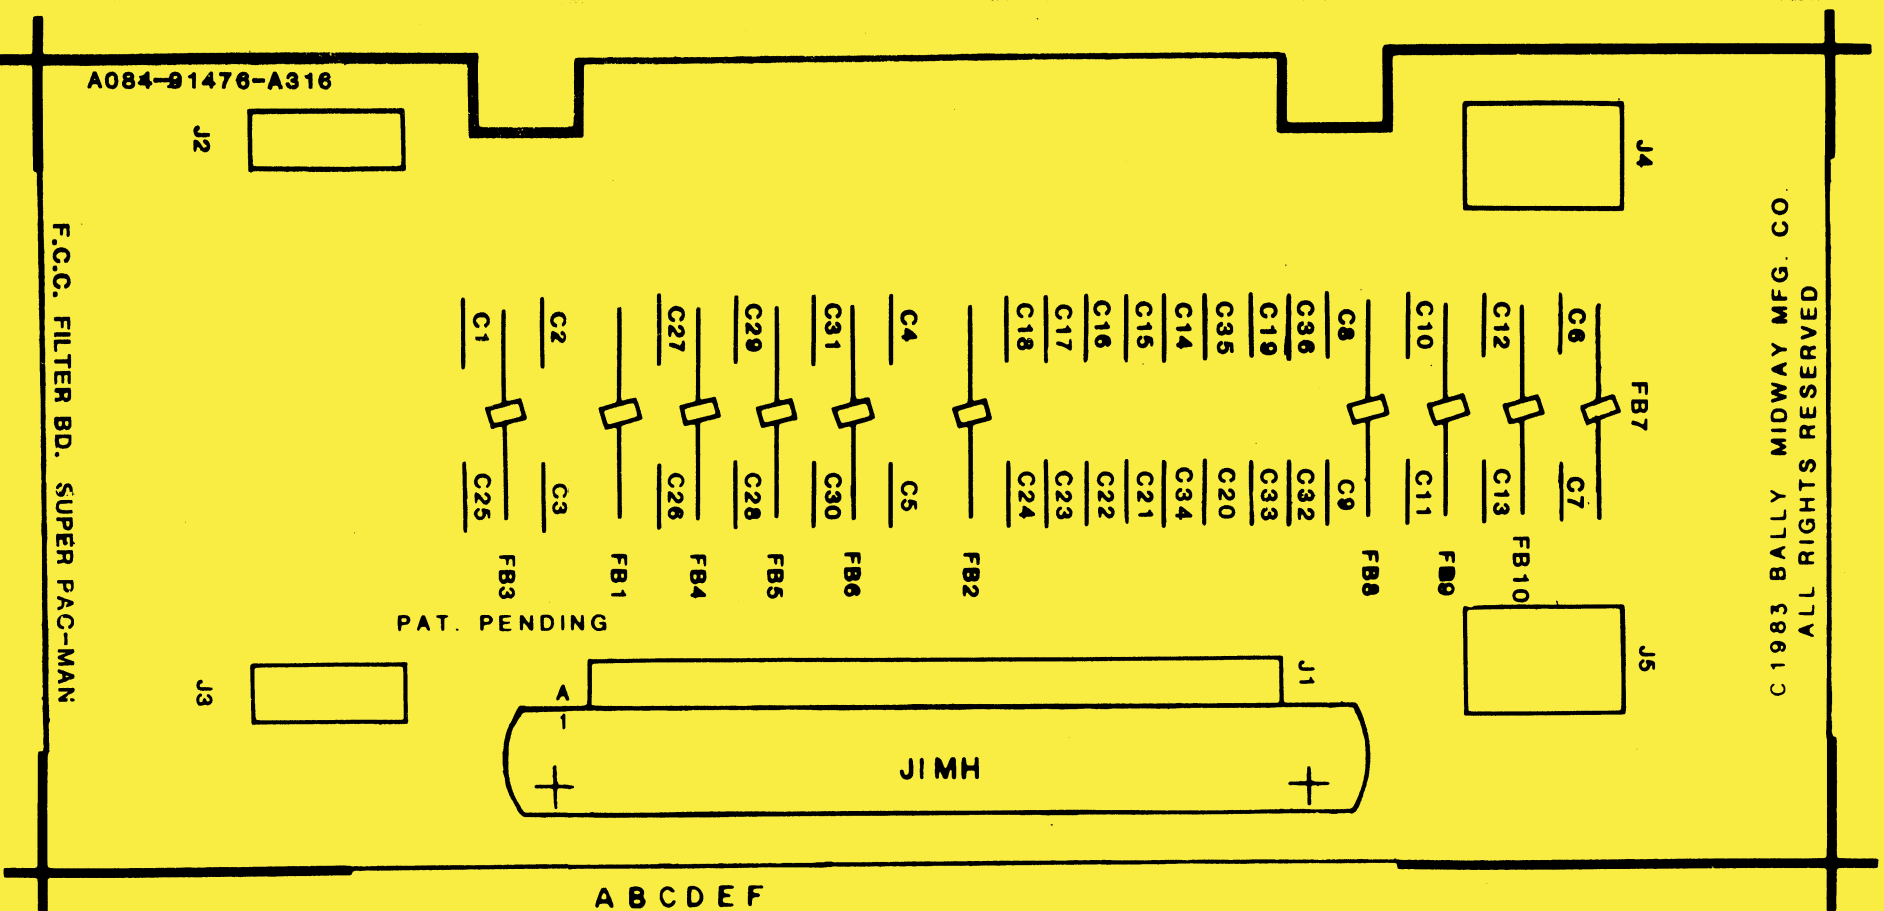 A084-91476-A316
J2
J4
F.C.C. FILTER BD. SUPER PAC-MAN
C 1983 BALLY MIDWAY MFG. CO.
ALL RIGHTS RESERVED
C1
C2
C27
C29
C31
C4
C18
C17
C16
C15
C14
C35
C19
C36
C8
C10
C12
C6
FB7
C25
C3
C26
C28
C30
C5
C24
C23
C22
C21
C34
C20
C33
C32
C9
C11
C13
C7
FB3
FB1
FB4
FB5
FB6
FB2
FB8
FB9
FB10
PAT. PENDING
J3
A
1
J1
J5
J1MH
A B C D E F